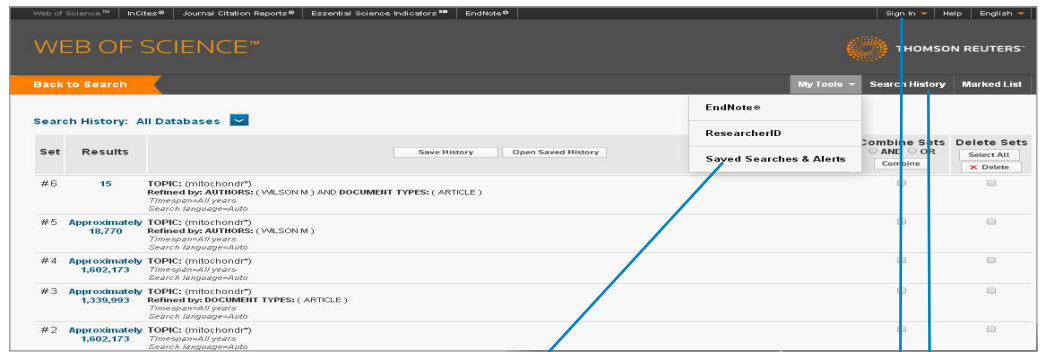 Web of Science™ InCites® Journal Citation Reports® Essential Science Indicators℠ EndNote® Sign In Help English
WEB OF SCIENCE™ THOMSON REUTERS™
Back to Search My Tools Search History Marked List
EndNote®
ResearcherID
Saved Searches & Alerts
Search History: All Databases
Set Results Save History Open Saved History Combine Sets Delete Sets
AND OR Select All
Combine × Delete
#6 15 TOPIC: (mitochondr*)
Refined by: AUTHORS: ( WILSON M ) AND DOCUMENT TYPES: ( ARTICLE )
Timespan=All years
Search language=Auto
#5 Approximately TOPIC: (mitochondr*)
18,770 Refined by: AUTHORS: ( WILSON M )
Timespan=All years
Search language=Auto
#4 Approximately TOPIC: (mitochondr*)
1,602,173 Timespan=All years
Search language=Auto
#3 Approximately TOPIC: (mitochondr*)
1,339,993 Refined by: DOCUMENT TYPES: ( ARTICLE )
Timespan=All years
Search language=Auto
#2 Approximately TOPIC: (mitochondr*)
1,602,173 Timespan=All years
Search language=Auto